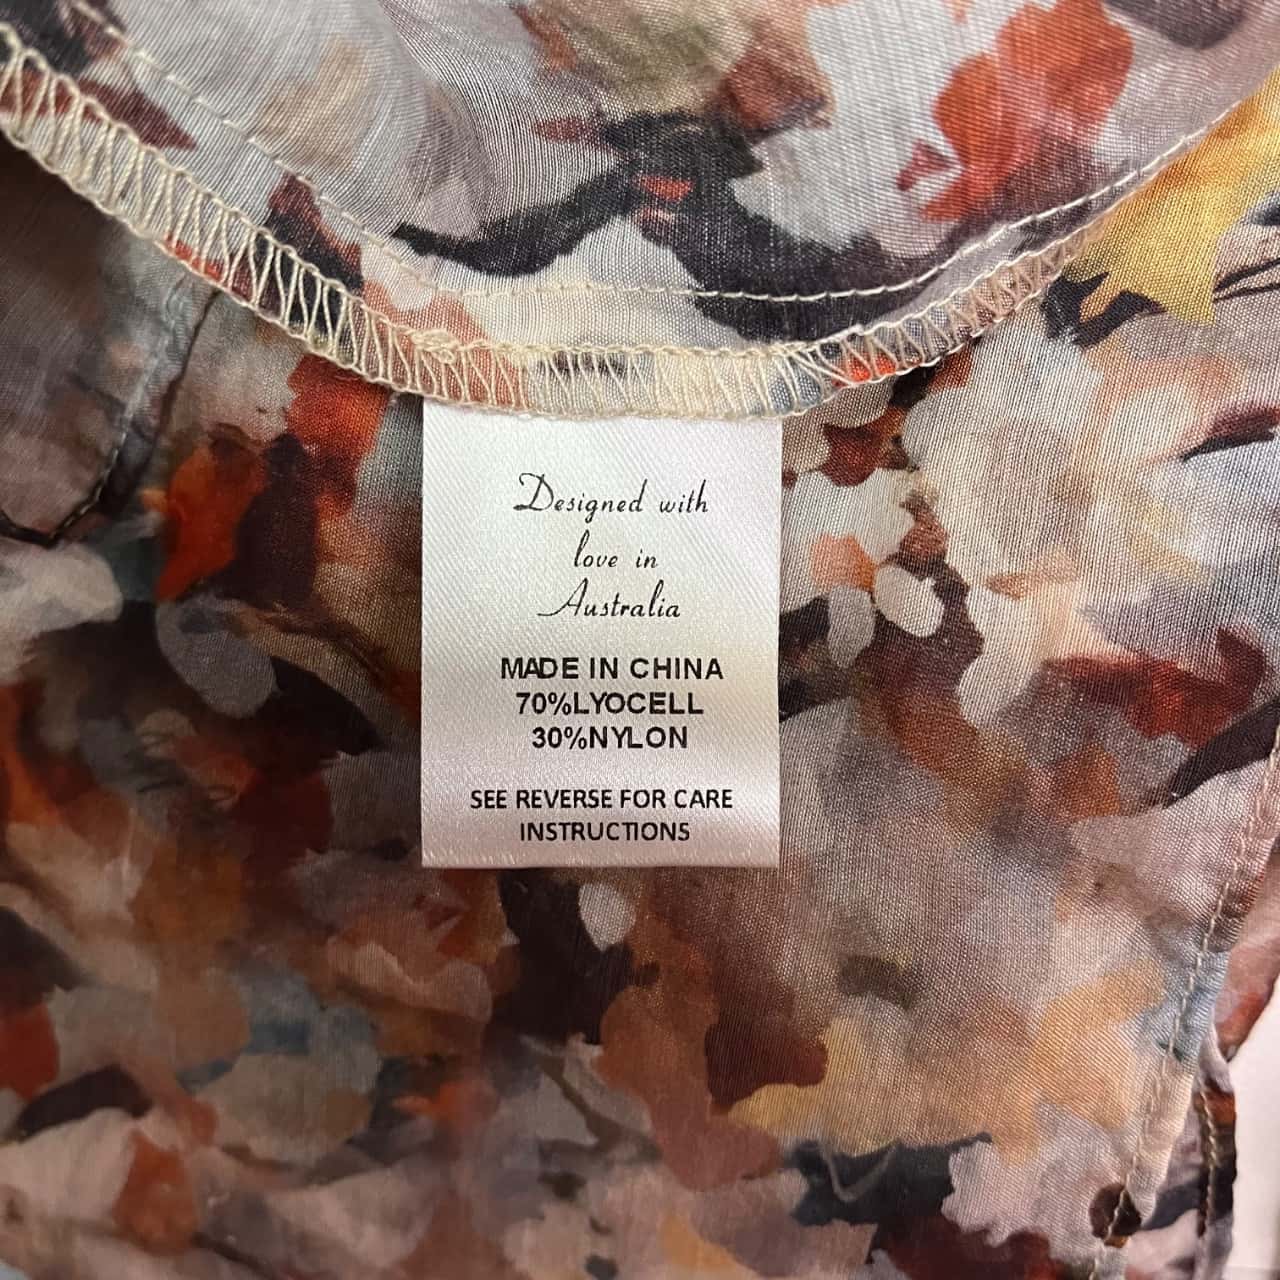 Designed with
love in
Australia
MADE IN CHINA
70%LYOCELL
30%NYLON
SEE REVERSE FOR CARE
INSTRUCTIONS